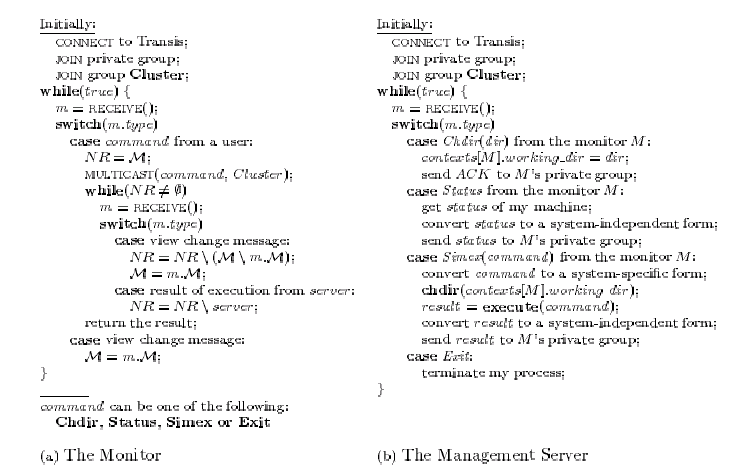 Initially:
CONNECT to Transis;
JOIN private group;
JOIN group Cluster;
while(true) {
m = RECEIVE();
switch(m.type)
case command from a user:
NR = M;
MULTICAST(command, Cluster);
while(NR ≠ ∅)
m = RECEIVE();
switch(m.type)
case view change message:
NR = NR \ (M \ m.M);
M = m.M;
case result of execution from server:
NR = NR \ server;
return the result;
case view change message:
M = m.M;
}
command can be one of the following:
Chdir, Status, Simex or Exit
(a) The Monitor
Initially:
CONNECT to Transis;
JOIN private group;
JOIN group Cluster;
while(true) {
m = RECEIVE();
switch(m.type)
case Chdir(dir) from the monitor M:
contexts[M].working_dir = dir;
send ACK to M's private group;
case Status from the monitor M:
get status of my machine;
convert status to a system-independent form;
send status to M's private group;
case Simex(command) from the monitor M:
convert command to a system-specific form;
chdir(contexts[M].working_dir);
result = execute(command);
convert result to a system-independent form;
send result to M's private group;
case Exit:
terminate my process;
}
(b) The Management Server